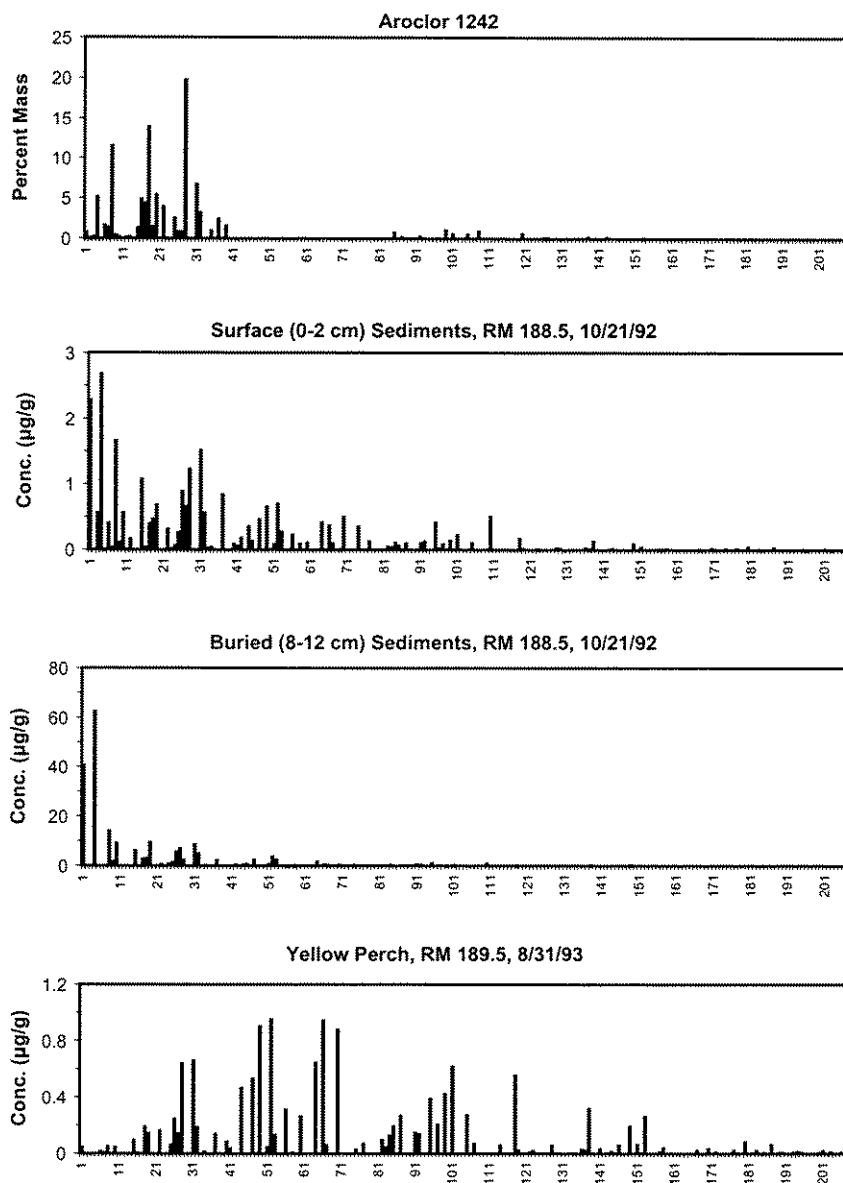 Aroclor 1242
Percent Mass
25
20
15
10
5
0
1 11 21 31 41 51 61 71 81 91 101 111 121 131 141 151 161 171 181 191 201
Surface (0-2 cm) Sediments, RM 188.5, 10/21/92
Conc. (µg/g)
3
2
1
0
1 11 21 31 41 51 61 71 81 91 101 111 121 131 141 151 161 171 181 191 201
Buried (8-12 cm) Sediments, RM 188.5, 10/21/92
Conc. (µg/g)
80
60
40
20
0
1 11 21 31 41 51 61 71 81 91 101 111 121 131 141 151 161 171 181 191 201
Yellow Perch, RM 189.5, 8/31/93
Conc. (µg/g)
1.2
0.8
0.4
0
1 11 21 31 41 51 61 71 81 91 101 111 121 131 141 151 161 171 181 191 201